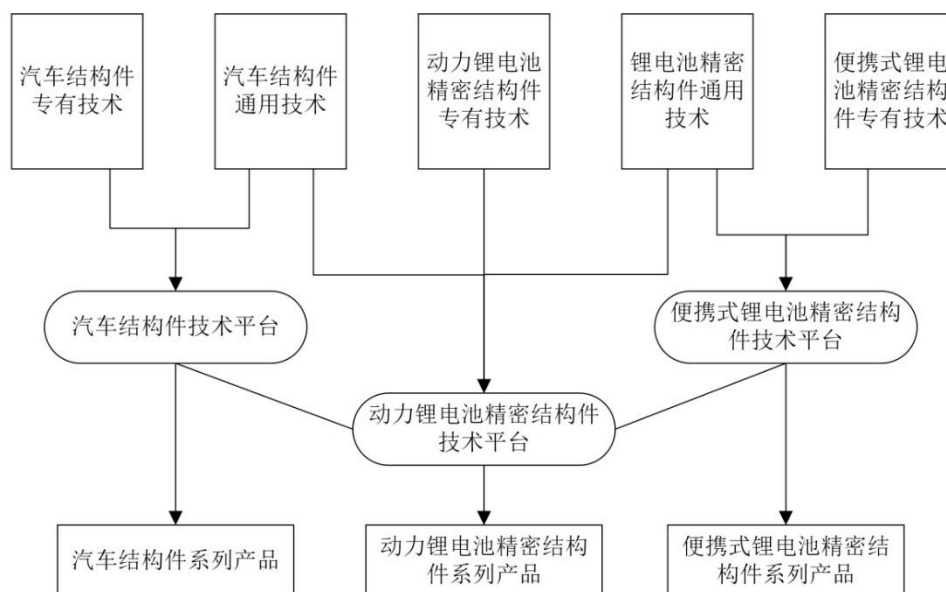 汽车结构件
专有技术
汽车结构件
通用技术
动力锂电池
精密结构件
专有技术
锂电池精密
结构件通用
技术
便携式锂电
池精密结构
件专有技术
汽车结构件技术平台
便携式锂电池精密结构
件技术平台
动力锂电池精密结构件
技术平台
汽车结构件系列产品
动力锂电池精密结构
件系列产品
便携式锂电池精密结
构件系列产品